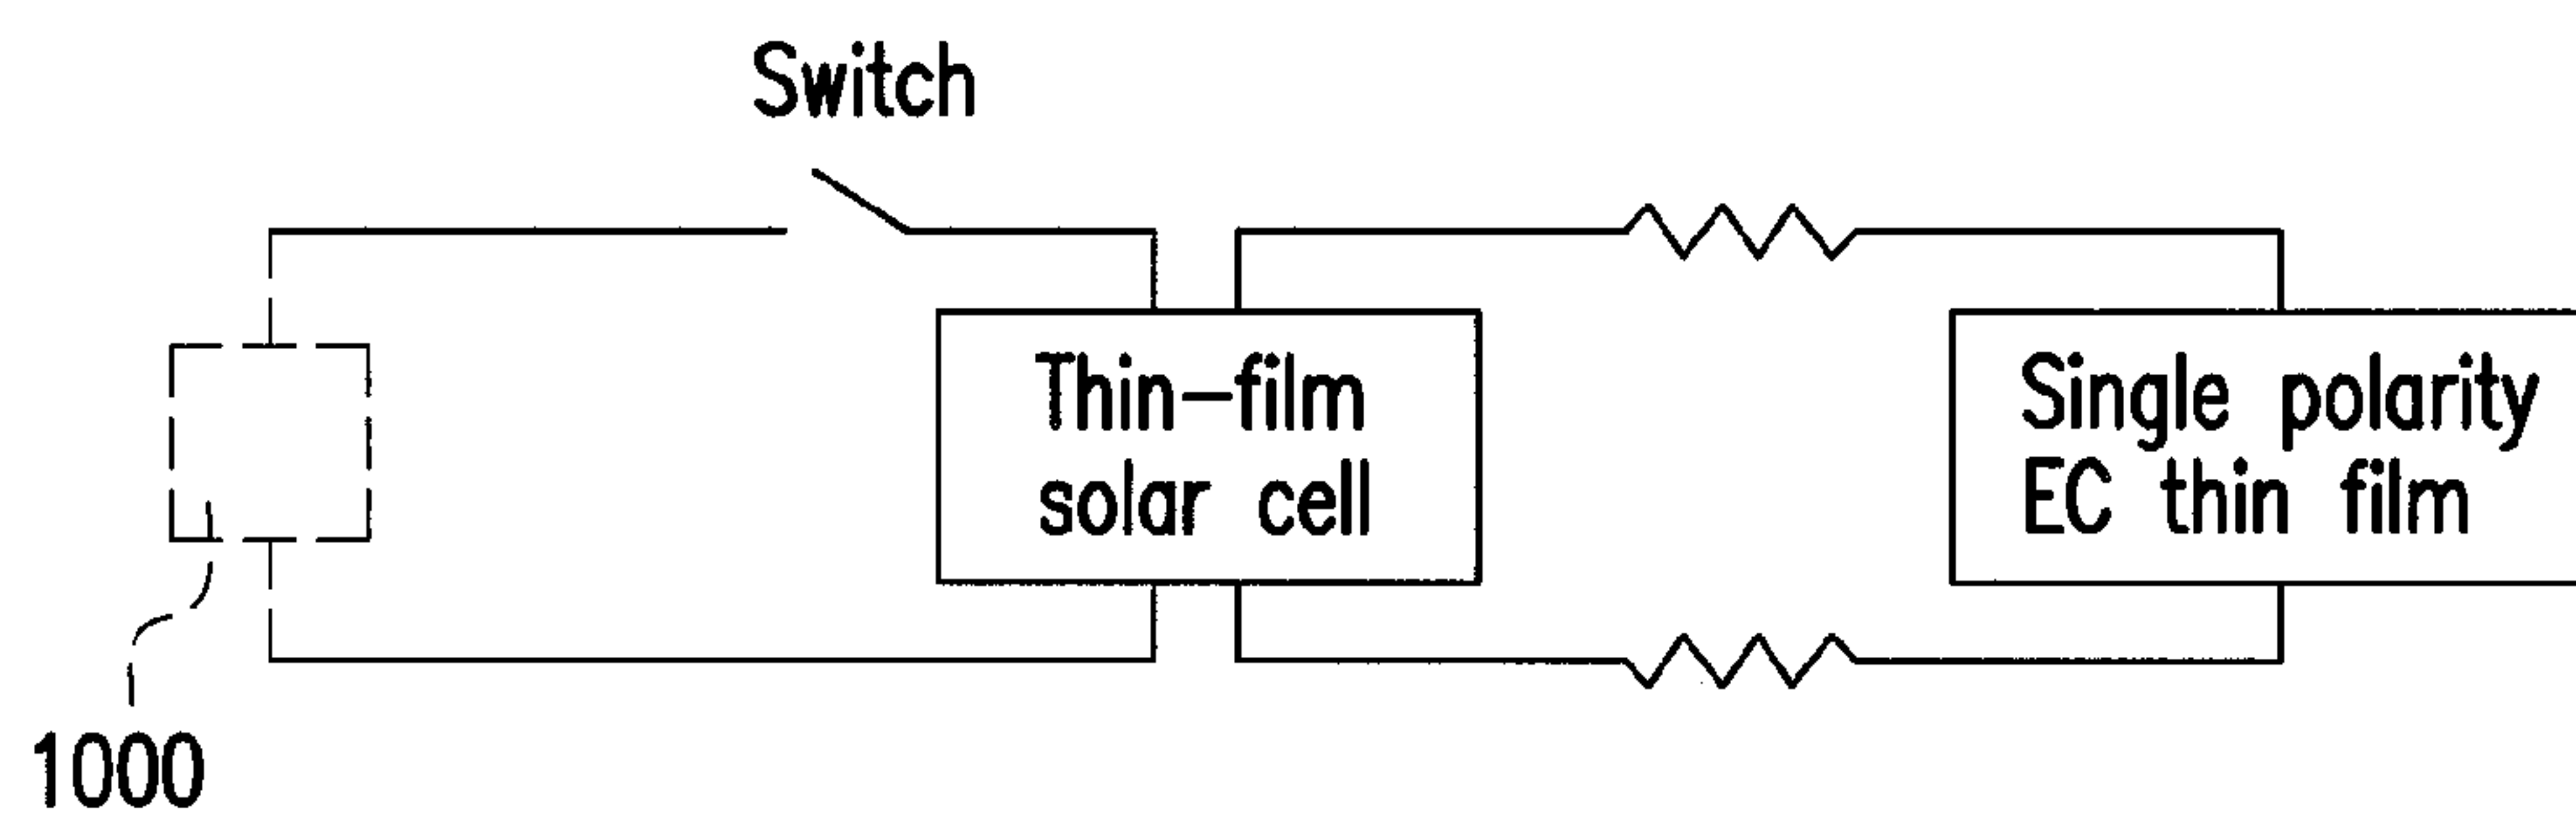 Switch
Thin-film
solar cell
Single polarity
EC thin film
1000